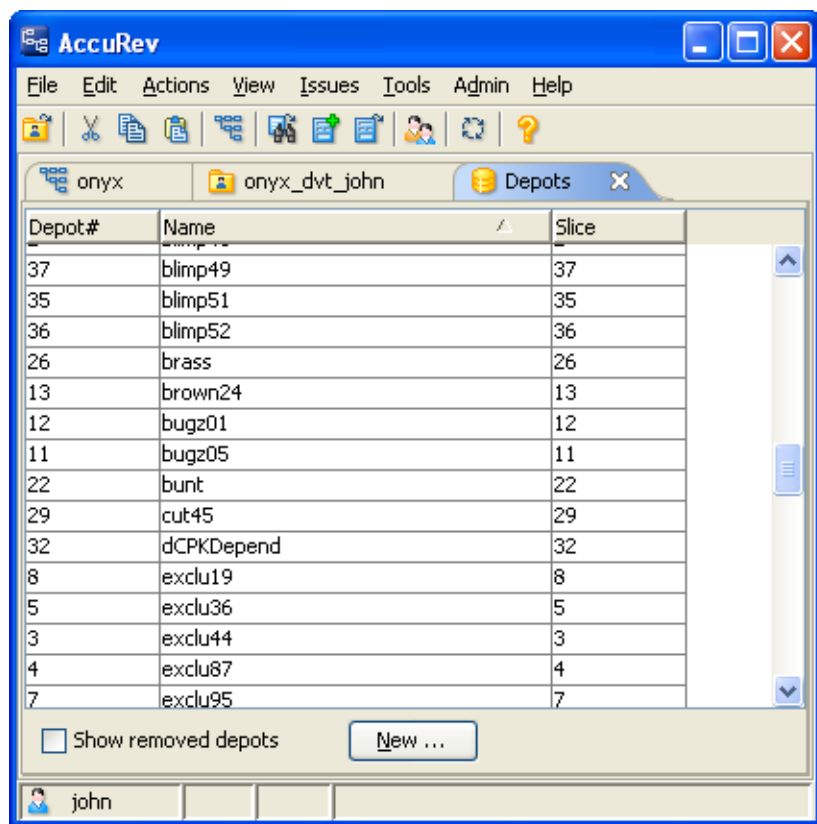 AccuRev
File Edit Actions View Issues Tools Admin Help
onyx onyx_dvt_john Depots
Depot# Name Slice
37 blimp49 37
35 blimp51 35
36 blimp52 36
26 brass 26
13 brown24 13
12 bugz01 12
11 bugz05 11
22 bunt 22
29 cut45 29
32 dCPKDepend 32
8 exclu19 8
5 exclu36 5
3 exclu44 3
4 exclu87 4
7 exclu95 7
Show removed depots New ...
john